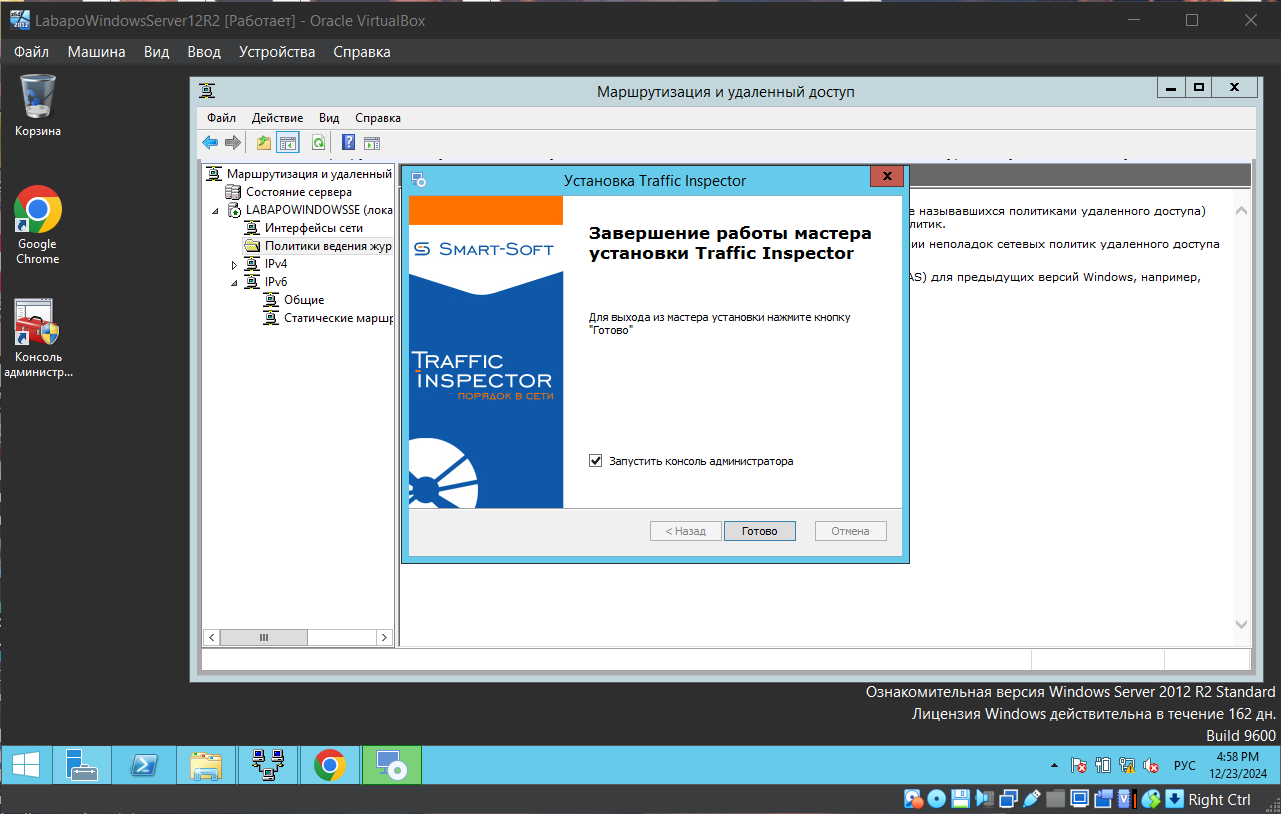 LabapoWindowsServer12R2 [Работает] - Oracle VirtualBox
Файл Машина Вид Ввод Устройства Справка
Корзина
Google
Chrome
Консоль
администр...
Маршрутизация и удаленный доступ
Файл Действие Вид Справка
Маршрутизация и удаленный
Состояние сервера
LABAPOWINDOWSSE (лока
Интерфейсы сети
Политики ведения жур
IPv4
IPv6
Общие
Статические маршр
е называвшихся политиками удаленного доступа)
литик.
ии неполадок сетевых политик удаленного доступа
AS) для предыдущих версий Windows, например,
Установка Traffic Inspector
SMART-SOFT
TRAFFIC
INSPECTOR
ПОРЯДОК В СЕТИ
Завершение работы мастера
установки Traffic Inspector
Для выхода из мастера установки нажмите кнопку
"Готово"
Запустить консоль администратора
< Назад Готово Отмена
Ознакомительная версия Windows Server 2012 R2 Standard
Лицензия Windows действительна в течение 162 дн.
Build 9600
РУС
4:58 PM
12/23/2024
Right Ctrl